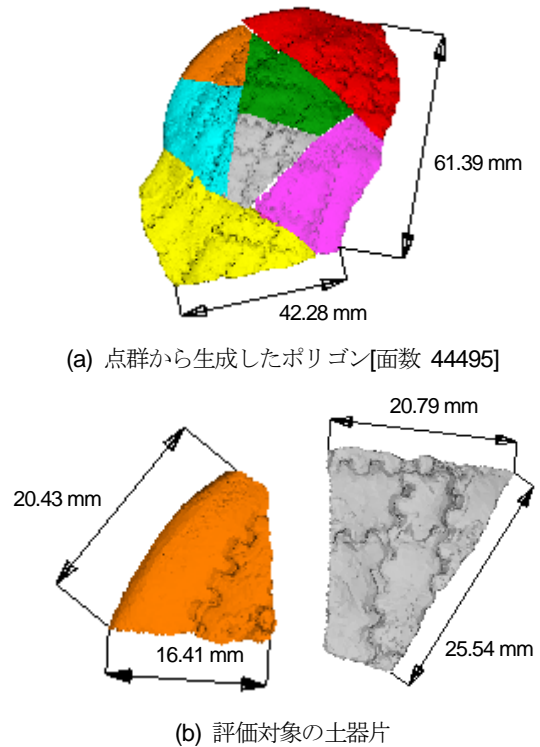 61.39 mm
42.28 mm
(a) 点群から生成したポリゴン[面数 44495]
20.79 mm
20.43 mm
16.41 mm
25.54 mm
(b) 評価対象の土器片